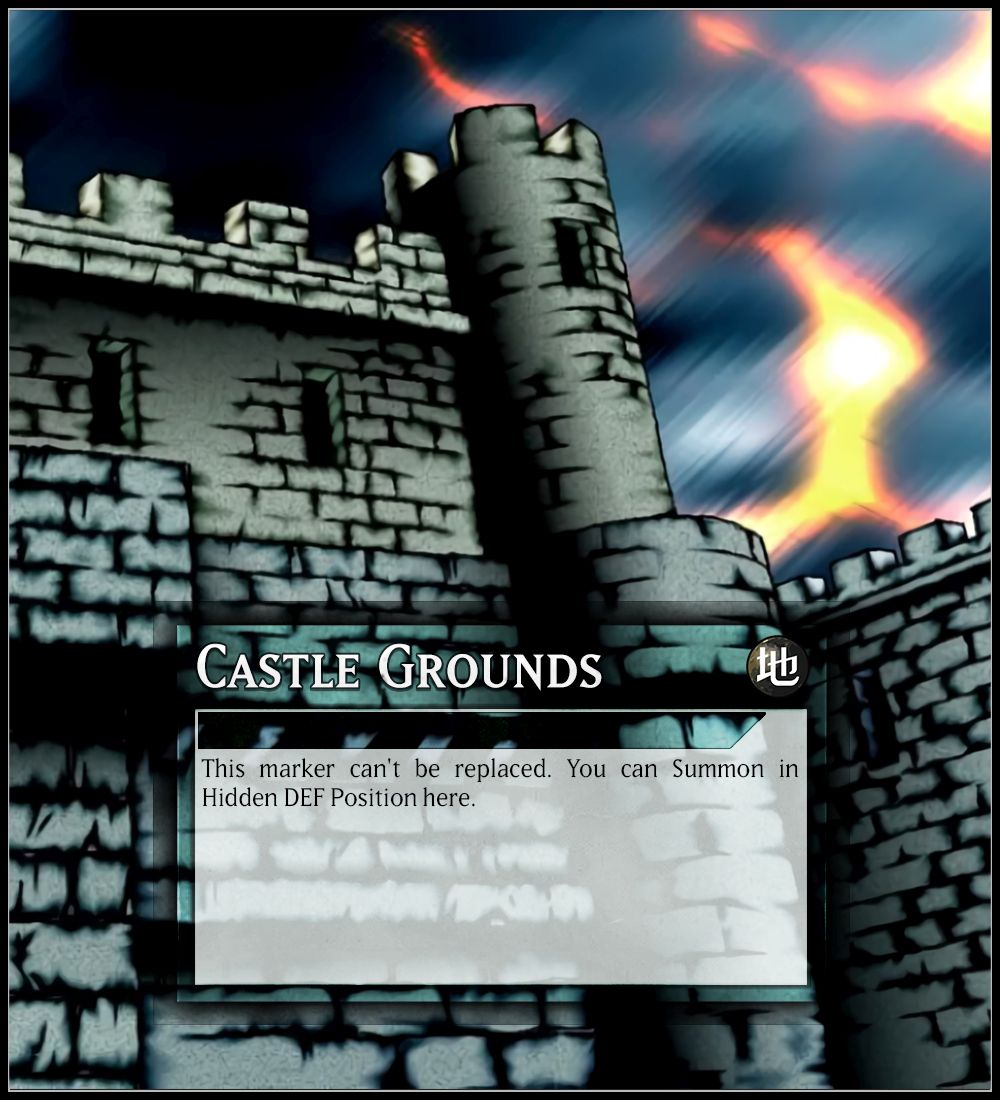 Castle Grounds
地
This marker can't be replaced. You can Summon in
Hidden DEF Position here.